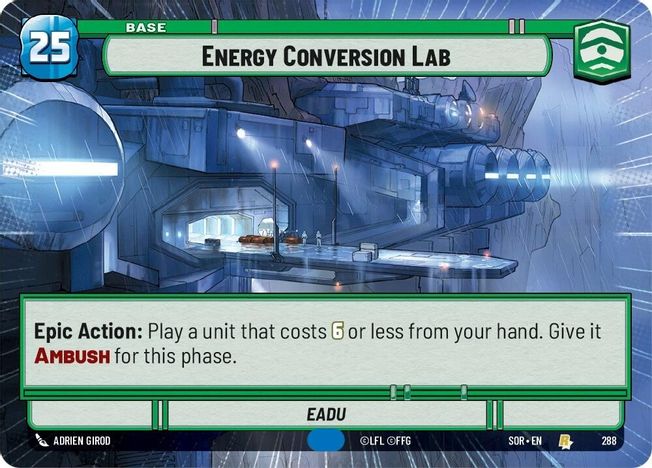 BASE
25
ENERGY CONVERSION LAB
Epic Action: Play a unit that costs 6 or less from your hand. Give it
AMBUSH for this phase.
EADU
ADRIEN GIROD
©LFL ©FFG
SOR • EN
R
288